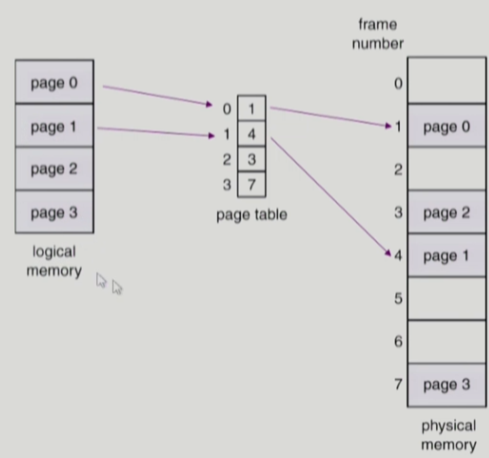 page 0
page 1
page 2
page 3
logical
memory
0 1
1 4
2 3
3 7
page table
frame
number
0
1 page 0
2
3 page 2
4 page 1
5
6
7 page 3
physical
memory